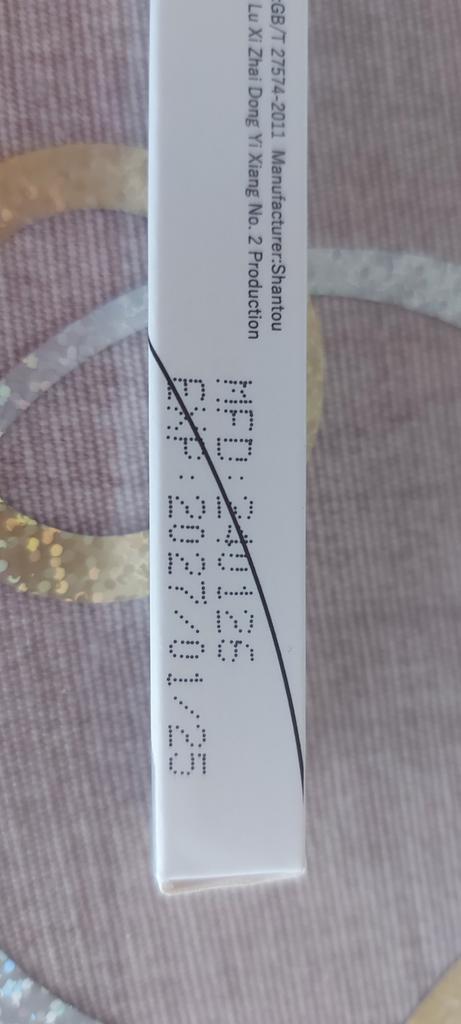 :GB/T 27574-2011 Manufacturer:Shantou
Lu Xi Zhai Dong Yi Xiang No. 2 Production
MFD:240126
EXP:2027/01/25